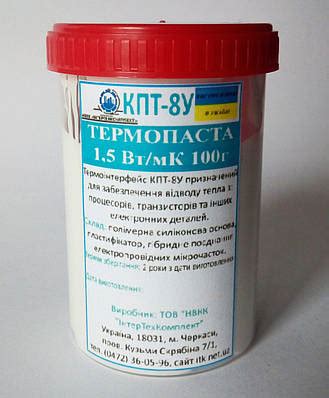 КПТ-8У
ТЕРМОПАСТА
1,5 Вт/мК 100г
Термоінтерфейс КПТ-8У призначений
для забезпечення відводу тепла з:
процесорів, транзисторів та інших
електронних деталей.
Склад: полімерна силіконова основа,
пластифікатор, гібридне поєднання
електропровідних мікрочасток.
Термін зберігання: 2 роки з дати виготовлення
Дата виготовлення:
Виробник: ТОВ "НВКК
"ІнтерТехКомплект"
Україна, 18031, м. Черкаси,
пров. Кузьми Скрябіна 7/1,
тел. (0472) 36-05-96, сайт itk.net.ua